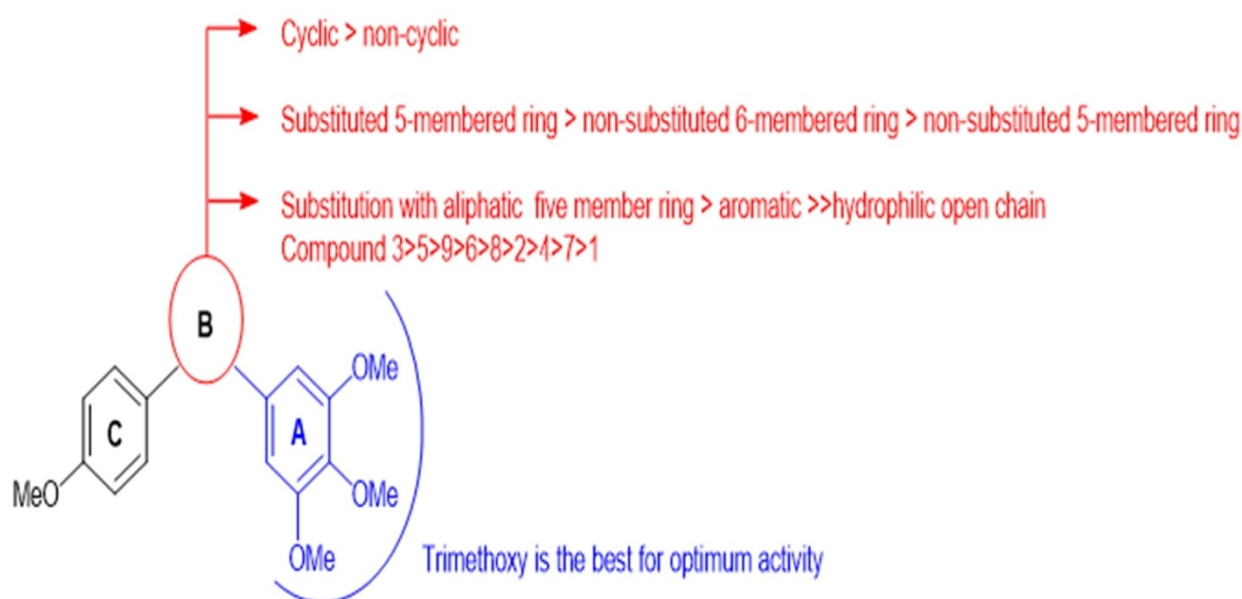 Cyclic > non-cyclic
Substituted 5-membered ring > non-substituted 6-membered ring > non-substituted 5-membered ring
Substitution with aliphatic five member ring > aromatic >>hydrophilic open chain
Compound 3>5>9>6>8>2>4>7>1
B
OMe
C
A
MeO
OMe
OMe
Trimethoxy is the best for optimum activity